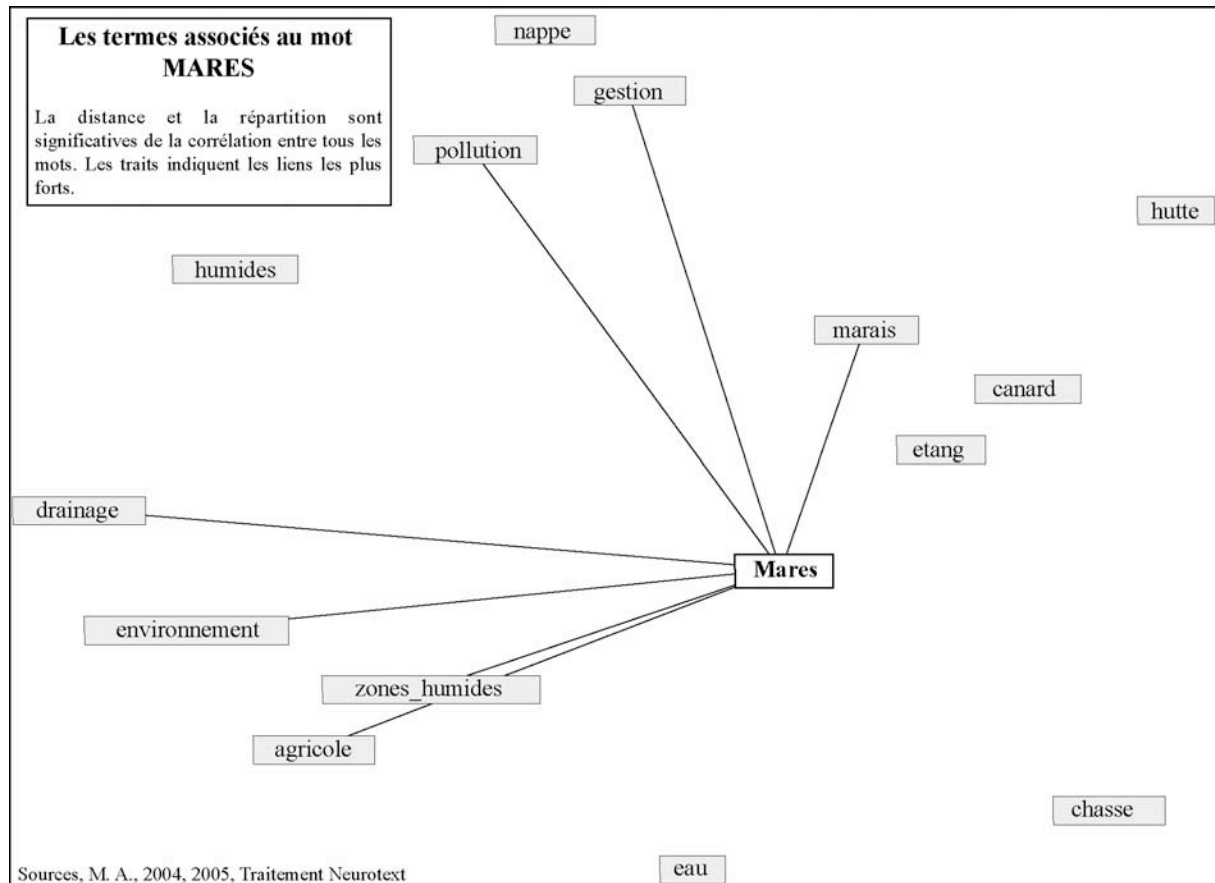 Les termes associés au mot
MARES
La distance et la répartition sont
significatives de la corrélation entre tous les
mots. Les traits indiquent les liens les plus
forts.
nappe
gestion
pollution
hutte
humides
marais
canard
etang
drainage
Mares
environnement
zones_humides
agricole
chasse
eau
Sources, M. A., 2004, 2005, Traitement Neurotext